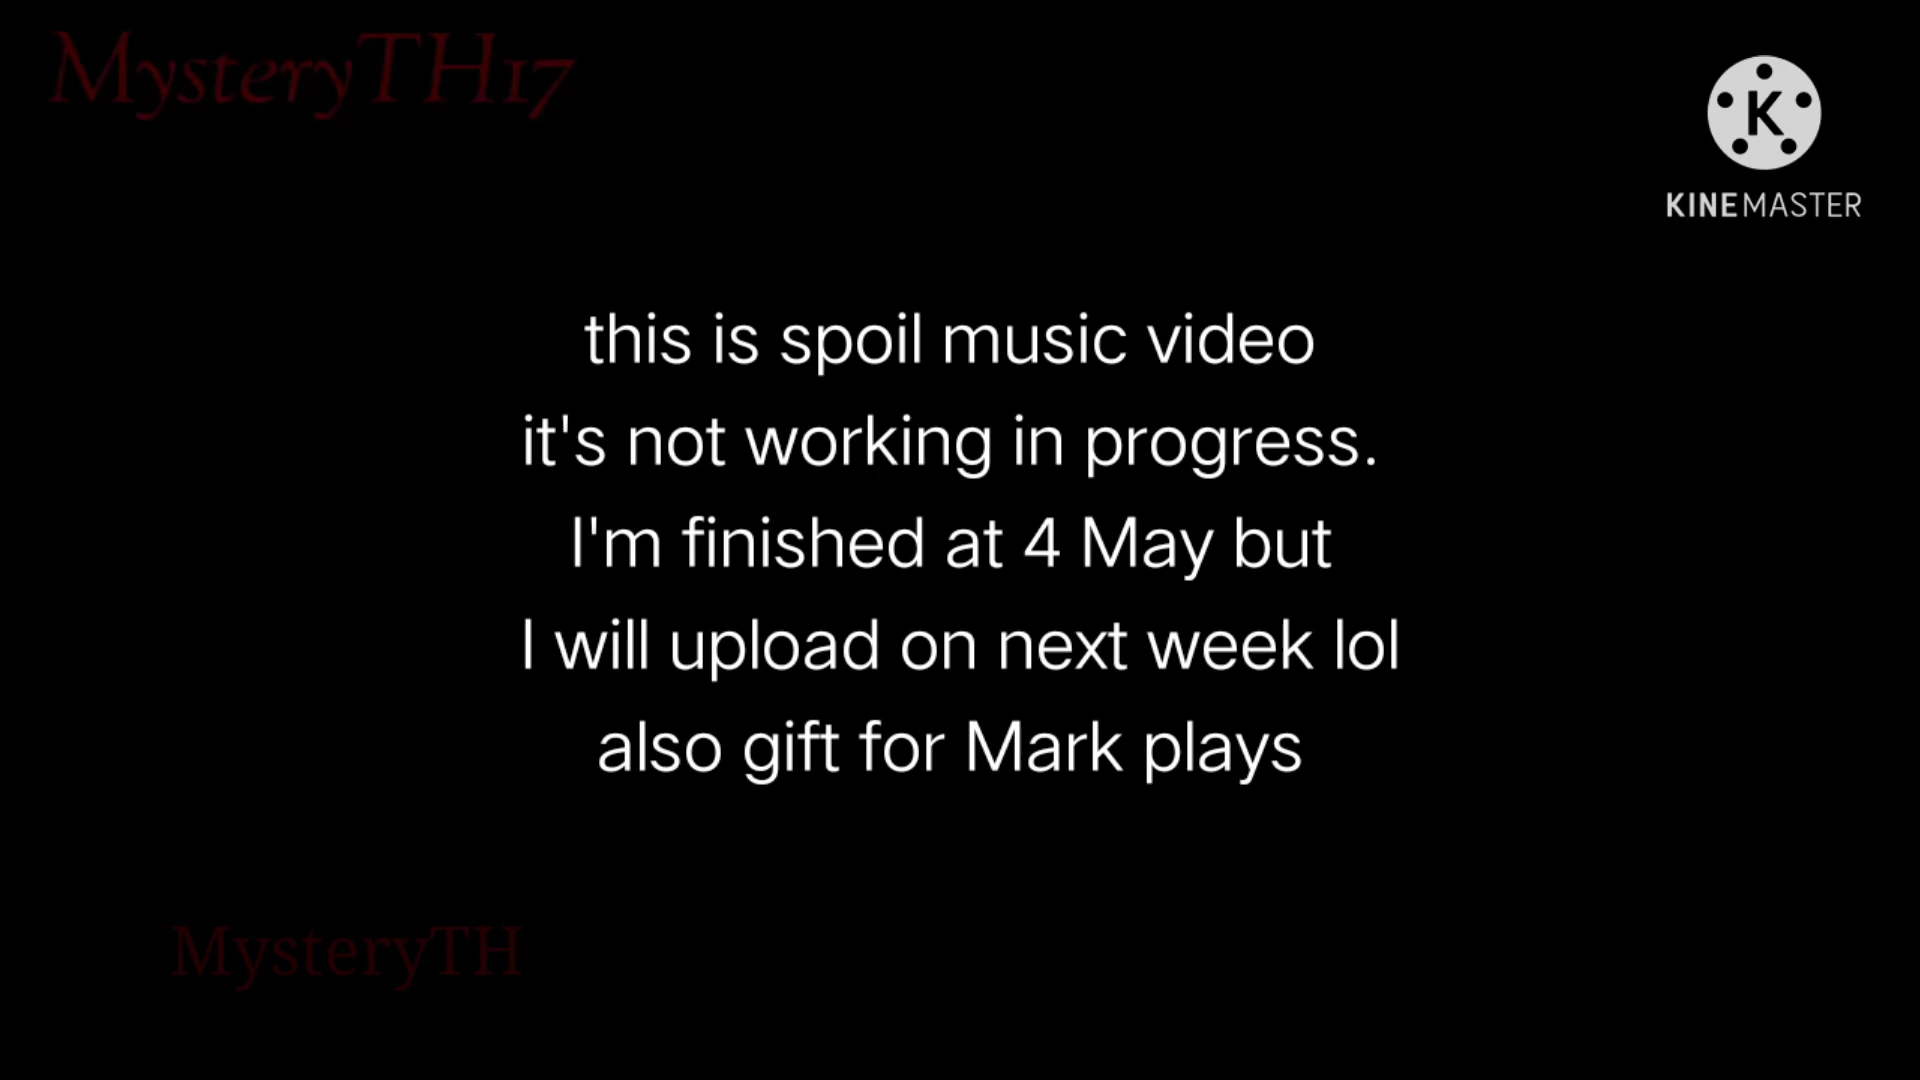 MysteryTH17
K
KINEMASTER
this is spoil music video
it's not working in progress.
I'm finished at 4 May but
I will upload on next week lol
also gift for Mark plays
MysteryTH